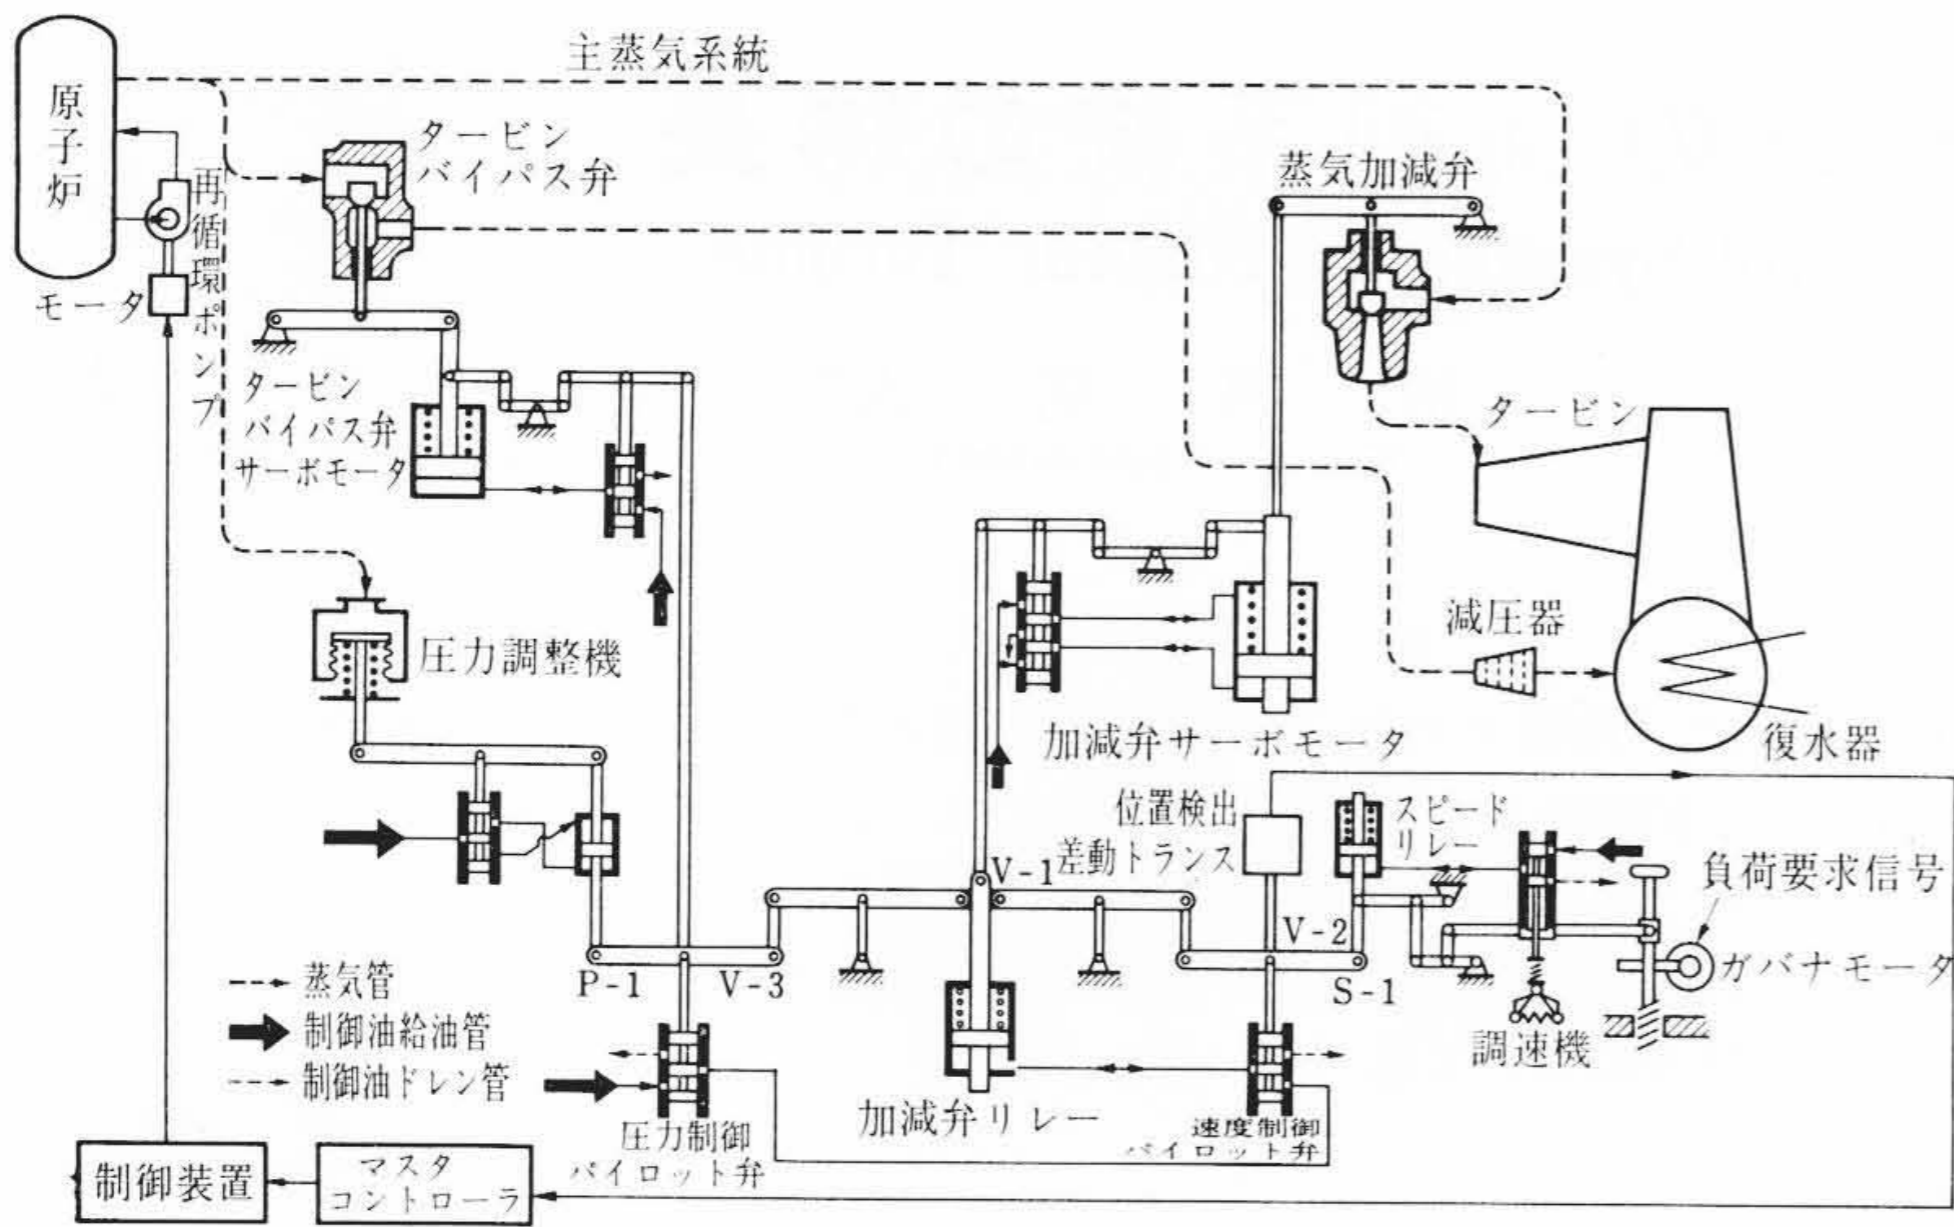 主蒸気系統
原子炉
再循環ポンプ
モータ
タービン
バイパス弁
蒸気加減弁
タービン
バイパス弁
サーボモータ
タービン
圧力調整機
減圧器
復水器
加減弁サーボモータ
位置検出
差動トランス
スピード
リレー
負荷要求信号
V-1
V-2
P-1
V-3
S-1
ガバナモータ
調速機
蒸気管
制御油給油管
制御油ドレン管
加減弁リレー
圧力制御
パイロット弁
速度制御
パイロット弁
制御装置
マスタ
コントローラ